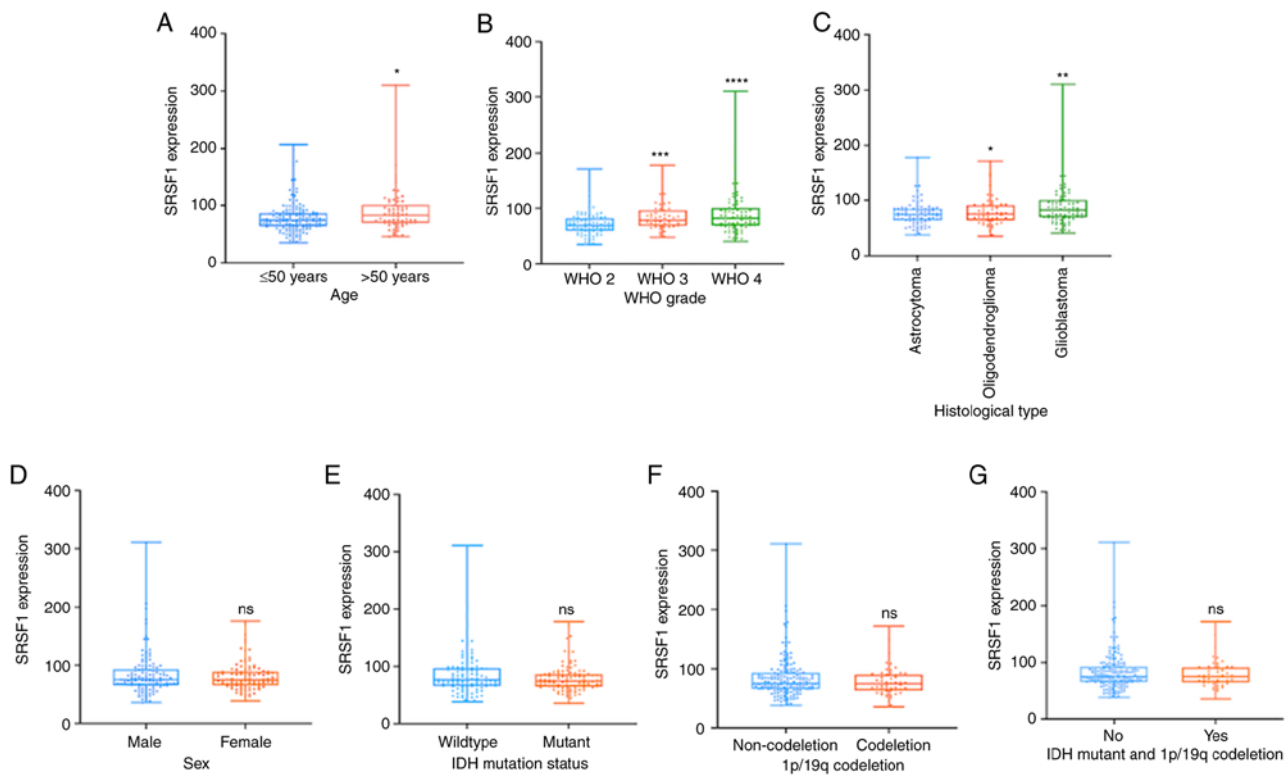 A
SRSF1 expression
400
300
200
100
0
*
≤50 years
>50 years
Age
B
SRSF1 expression
400
300
200
100
0
***
****
WHO 2
WHO 3
WHO 4
WHO grade
C
SRSF1 expression
400
300
200
100
0
*
**
Astrocytoma
Oligodendroglioma
Glioblastoma
Histological type
D
SRSF1 expression
400
300
200
100
0
ns
Male
Female
Sex
E
SRSF1 expression
400
300
200
100
0
ns
Wildtype
Mutant
IDH mutation status
F
SRSF1 expression
400
300
200
100
0
ns
Non-codeletion
Codeletion
1p/19q codeletion
G
SRSF1 expression
400
300
200
100
0
ns
No
Yes
IDH mutant and 1p/19q codeletion